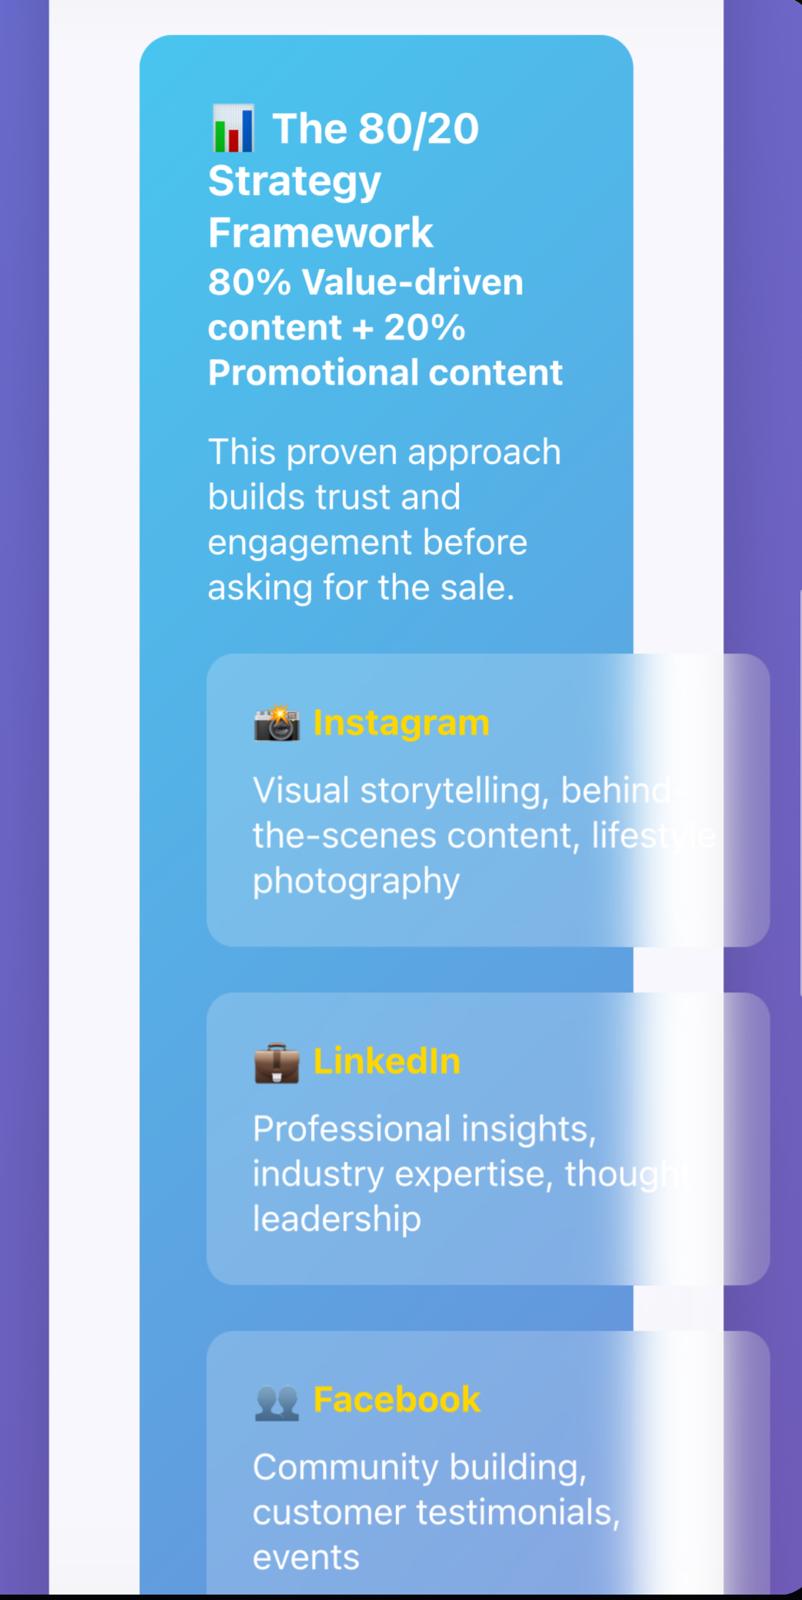 The 80/20
Strategy
Framework
80% Value-driven
content + 20%
Promotional content
This proven approach
builds trust and
engagement before
asking for the sale.
Instagram
Visual storytelling, behind-
the-scenes content, lifestyle
photography
LinkedIn
Professional insights,
industry expertise, thought
leadership
Facebook
Community building,
customer testimonials,
events